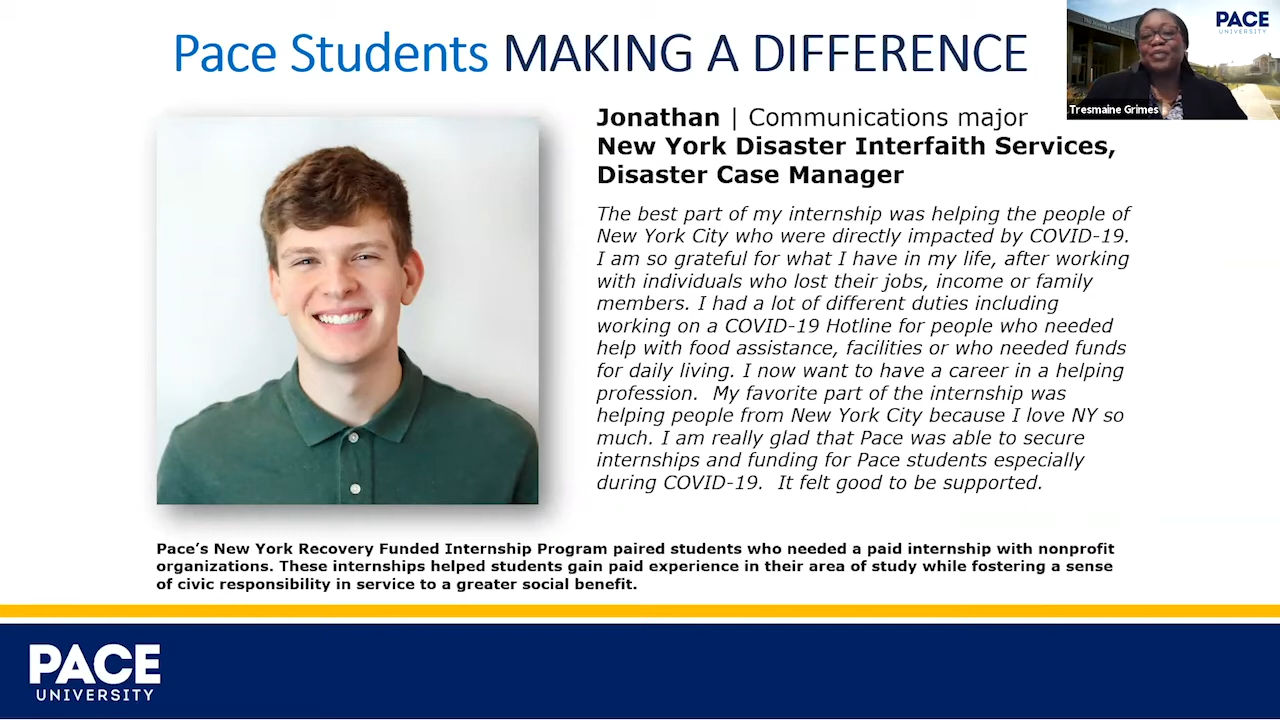 Pace Students MAKING A DIFFERENCE
PACE
UNIVERSITY
Tresmaine Grimes
Jonathan | Communications major
New York Disaster Interfaith Services,
Disaster Case Manager
The best part of my internship was helping the people of
New York City who were directly impacted by COVID-19.
I am so grateful for what I have in my life, after working
with individuals who lost their jobs, income or family
members. I had a lot of different duties including
working on a COVID-19 Hotline for people who needed
help with food assistance, facilities or who needed funds
for daily living. I now want to have a career in a helping
profession.  My favorite part of the internship was
helping people from New York City because I love NY so
much. I am really glad that Pace was able to secure
internships and funding for Pace students especially
during COVID-19.  It felt good to be supported.
Pace’s New York Recovery Funded Internship Program paired students who needed a paid internship with nonprofit
organizations. These internships helped students gain paid experience in their area of study while fostering a sense
of civic responsibility in service to a greater social benefit.
PACE
UNIVERSITY